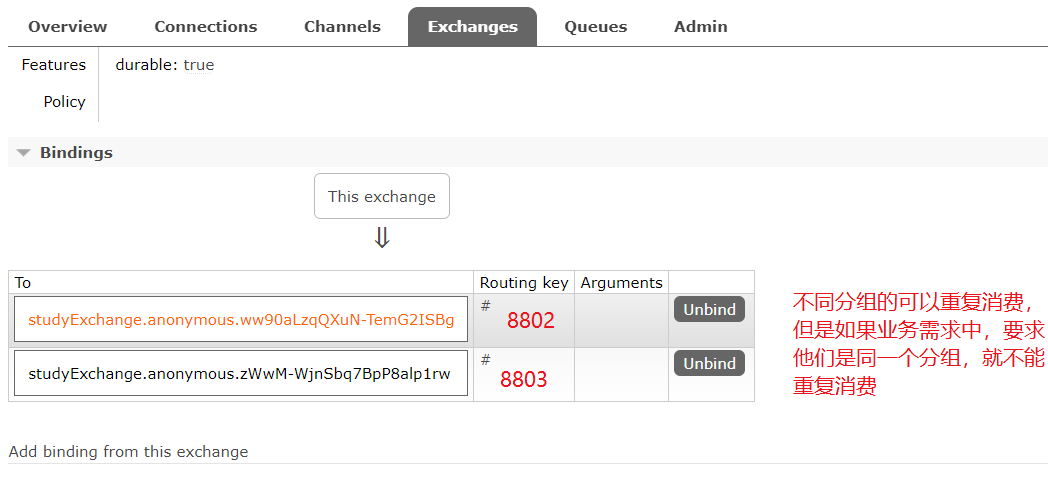 Overview Connections Channels Exchanges Queues Admin
Features durable: true
Policy
Bindings
This exchange
⇓
To Routing key Arguments
studyExchange.anonymous.ww90aLzqQXuN-TemG2ISBg # 8802 Unbind
studyExchange.anonymous.zWwM-WjnSbq7BpP8alp1rw # 8803 Unbind
不同分组的可以重复消费，
但是如果业务需求中，要求
他们是同一个分组，就不能
重复消费
Add binding from this exchange